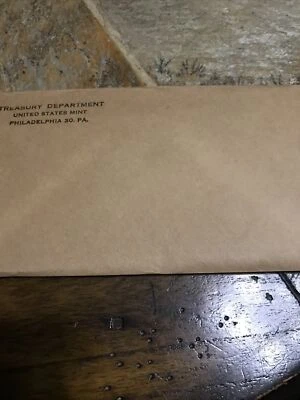 TREASURY DEPARTMENT
UNITED STATES MINT
PHILADELPHIA 30. PA.